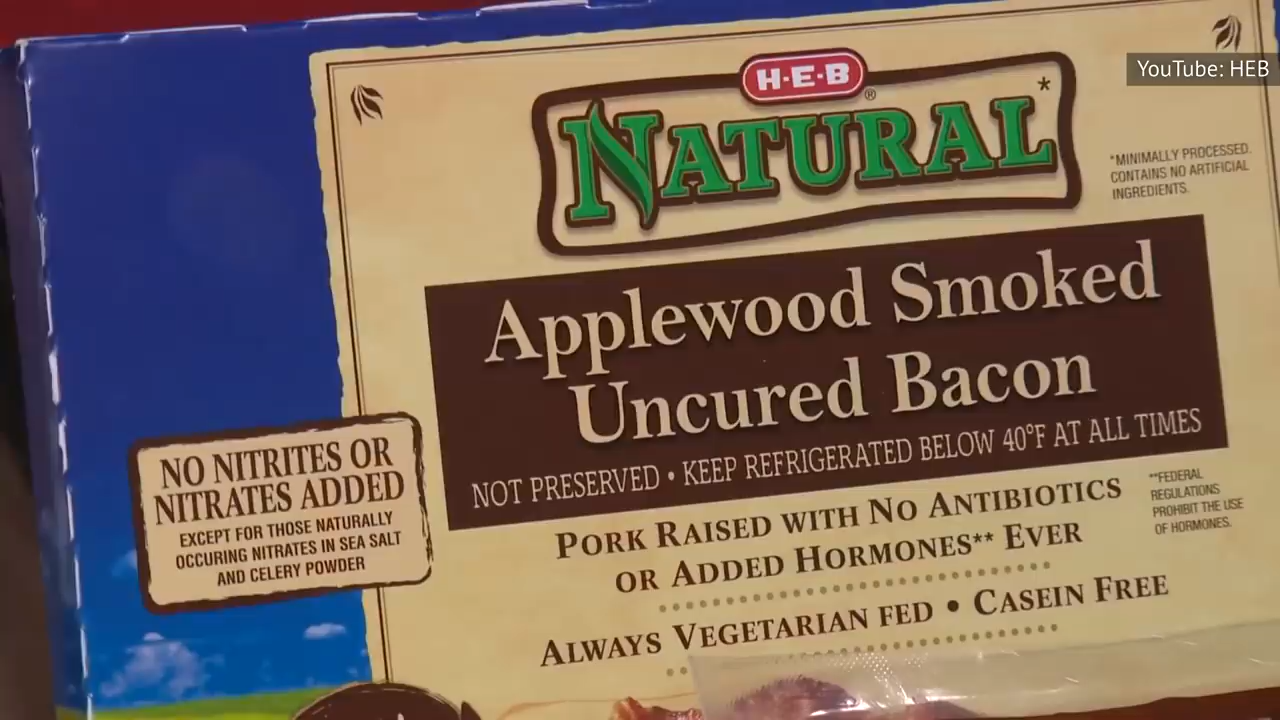 YouTube: HEB
H-E-B
®
NATURAL*
*MINIMALLY PROCESSED.
CONTAINS NO ARTIFICIAL
INGREDIENTS.
Applewood Smoked
Uncured Bacon
NOT PRESERVED • KEEP REFRIGERATED BELOW 40°F AT ALL TIMES
NO NITRITES OR
NITRATES ADDED
EXCEPT FOR THOSE NATURALLY
OCCURING NITRATES IN SEA SALT
AND CELERY POWDER
PORK RAISED WITH NO ANTIBIOTICS
OR ADDED HORMONES** EVER
**FEDERAL
REGULATIONS
PROHIBIT THE USE
OF HORMONES.
ALWAYS VEGETARIAN FED • CASEIN FREE